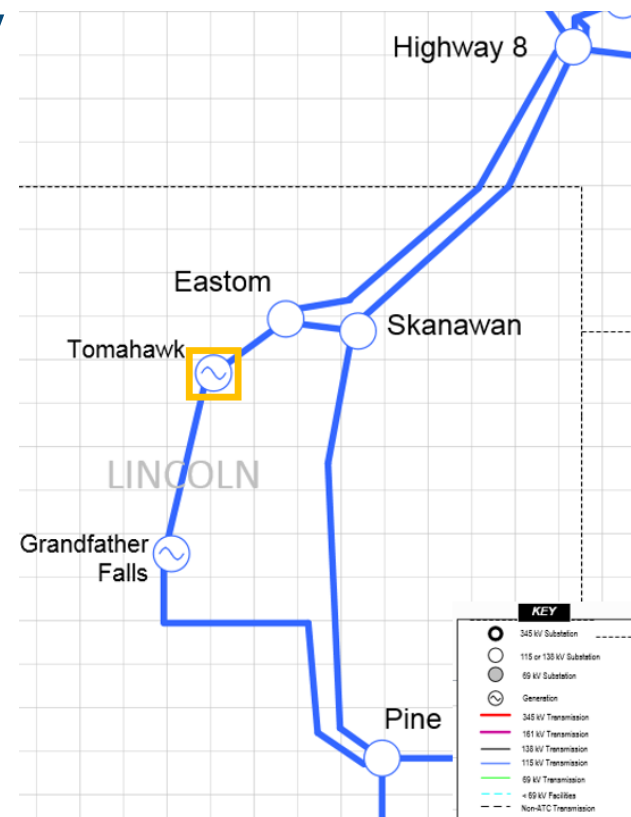 Highway 8
Eastom
Skanawan
Tomahawk
LINCOLN
Grandfather
Falls
Pine
KEY
345 kV Substation
115 or 138 kV Substation
69 kV Substation
Generation
345 kV Transmission
161 kV Transmission
138 kV Transmission
115 kV Transmission
69 kV Transmission
< 69 kV Facilities
Non-ATC Transmission